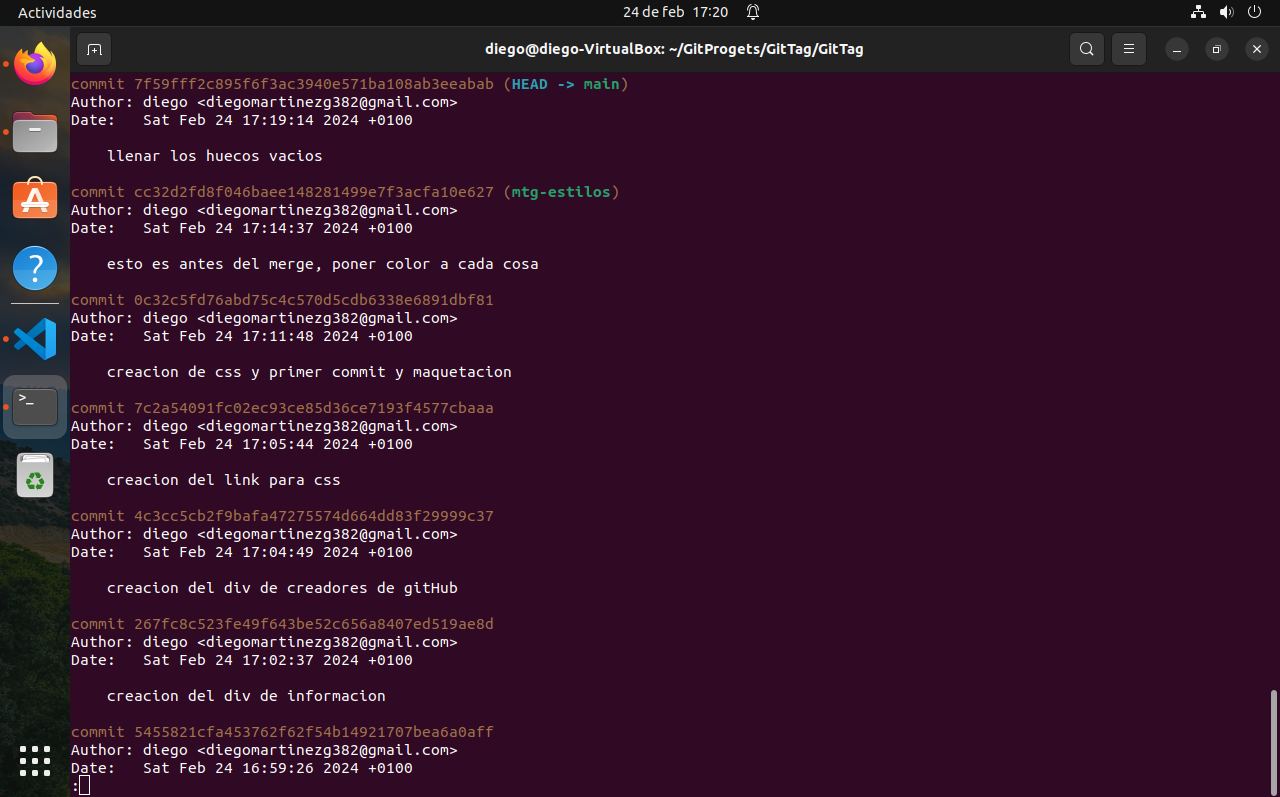 Actividades
24 de feb 17:20
diego@diego-VirtualBox: ~/GitProgets/GitTag/GitTag
commit 7f59fff2c895f6f3ac3940e571ba108ab3eeabab (HEAD -> main)
Author: diego <diegomartinezg382@gmail.com>
Date:   Sat Feb 24 17:19:14 2024 +0100
llenar los huecos vacios
commit cc32d2fd8f046baee148281499e7f3acfa10e627 (mtg-estilos)
Author: diego <diegomartinezg382@gmail.com>
Date:   Sat Feb 24 17:14:37 2024 +0100
esto es antes del merge, poner color a cada cosa
commit 0c32c5fd76abd75c4c570d5cdb6338e6891dbf81
Author: diego <diegomartinezg382@gmail.com>
Date:   Sat Feb 24 17:11:48 2024 +0100
creacion de css y primer commit y maquetacion
commit 7c2a54091fc02ec93ce85d36ce7193f4577cbaaa
Author: diego <diegomartinezg382@gmail.com>
Date:   Sat Feb 24 17:05:44 2024 +0100
creacion del link para css
commit 4c3cc5cb2f9bafa47275574d664dd83f29999c37
Author: diego <diegomartinezg382@gmail.com>
Date:   Sat Feb 24 17:04:49 2024 +0100
creacion del div de creadores de gitHub
commit 267fc8c523fe49f643be52c656a8407ed519ae8d
Author: diego <diegomartinezg382@gmail.com>
Date:   Sat Feb 24 17:02:37 2024 +0100
creacion del div de informacion
commit 5455821cfa453762f62f54b14921707bea6a0aff
Author: diego <diegomartinezg382@gmail.com>
Date:   Sat Feb 24 16:59:26 2024 +0100
: